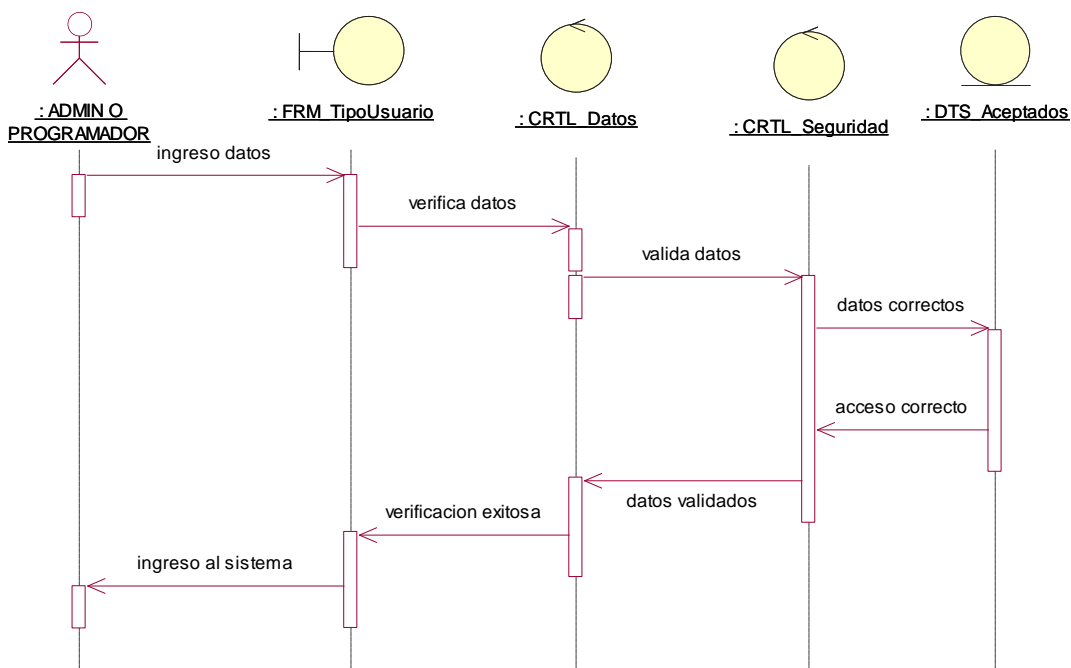 : ADMIN O
PROGRAMADOR
: FRM_TipoUsuario
: CRTL_Datos
: CRTL_Seguridad
: DTS_Aceptados
ingreso datos
verifica datos
valida datos
datos correctos
acceso correcto
datos validados
verificacion exitosa
ingreso al sistema